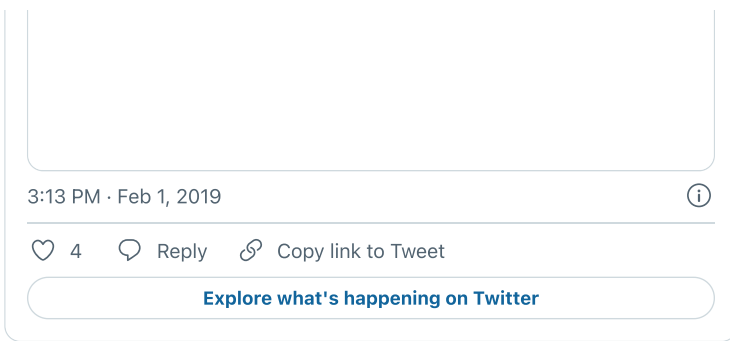 3:13 PM · Feb 1, 2019
4 Reply Copy link to Tweet
Explore what's happening on Twitter